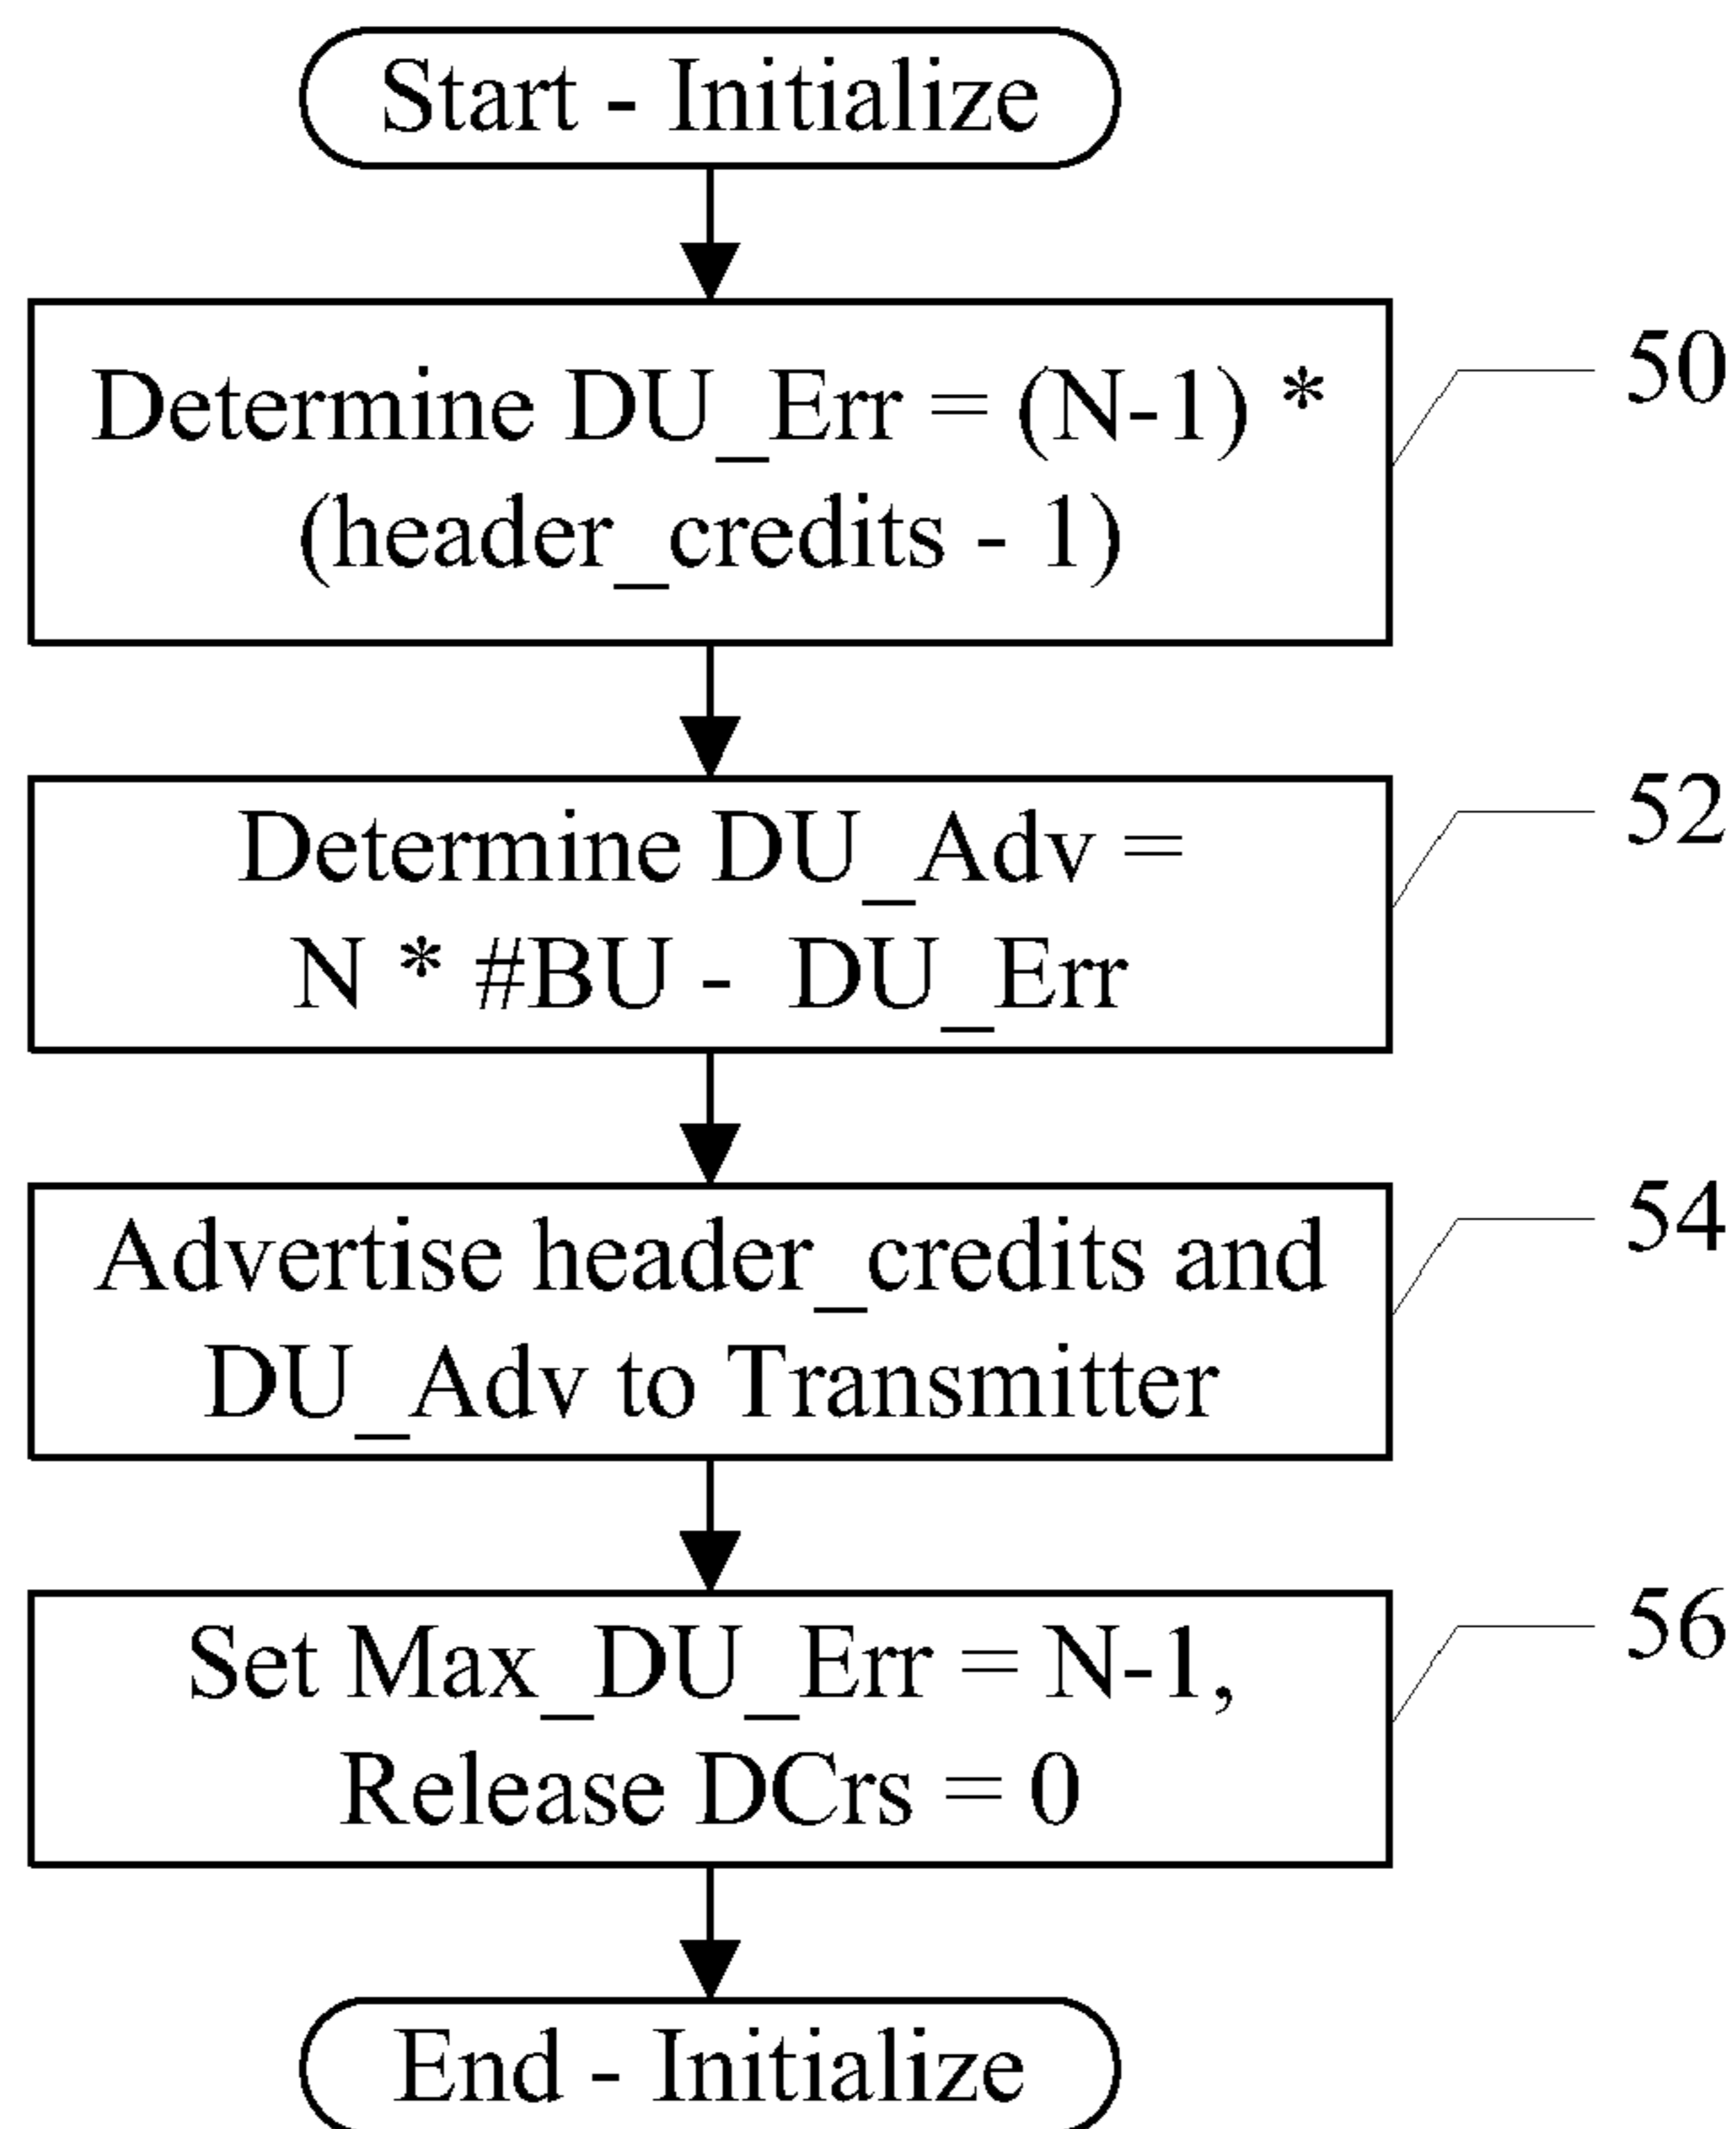 Start - Initialize
Determine DU_Err = (N-1) *
(header_credits - 1)
50
Determine DU_Adv =
N * #BU - DU_Err
52
Advertise header_credits and
DU_Adv to Transmitter
54
Set Max_DU_Err = N-1,
Release DCrs = 0
56
End - Initialize